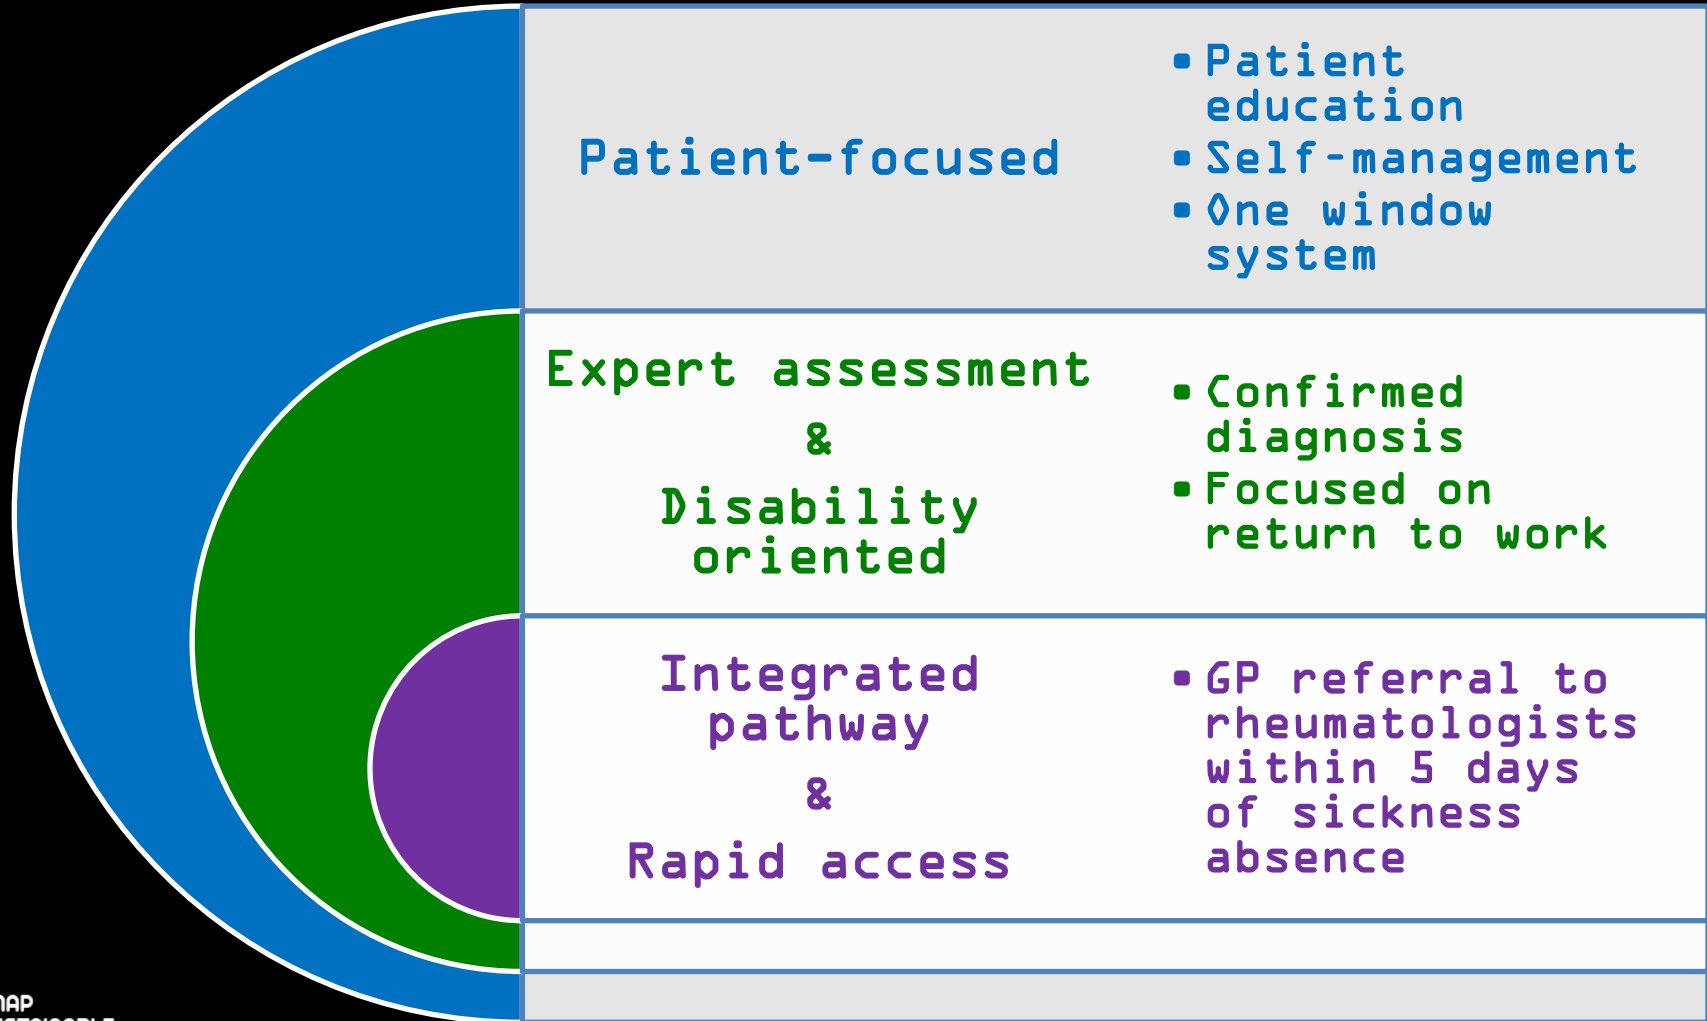 Patient-focused
▪ Patient
education
▪ Self-management
▪ One window
system
Expert assessment
&
Disability
oriented
▪ Confirmed
diagnosis
▪ Focused on
return to work
Integrated
pathway
&
Rapid access
▪ GP referral to
rheumatologists
within 5 days
of sickness
absence